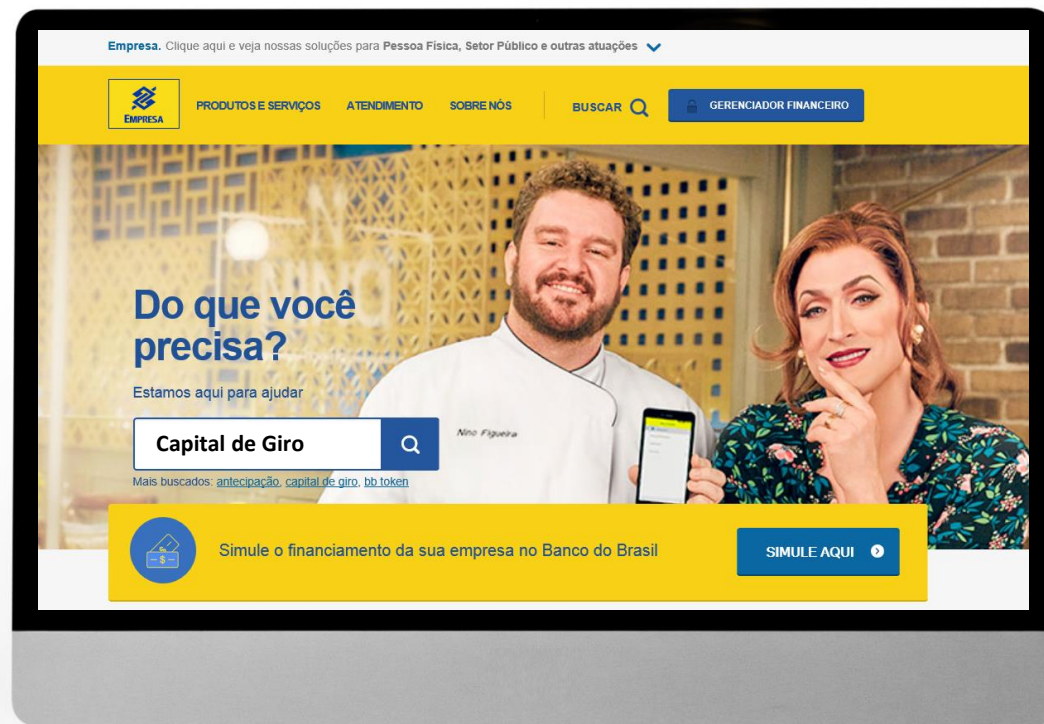 Empresa. Clique aqui e veja nossas soluções para Pessoa Física, Setor Público e outras atuações
EMPRESA
PRODUTOS E SERVIÇOS ATENDIMENTO SOBRE NÓS BUSCAR GERENCIADOR FINANCEIRO
NINO
Do que você
precisa?
Estamos aqui para ajudar
Capital de Giro
Nino Figueira
Mais buscados: antecipação, capital de giro, bb token
Simule o financiamento da sua empresa no Banco do Brasil
SIMULE AQUI